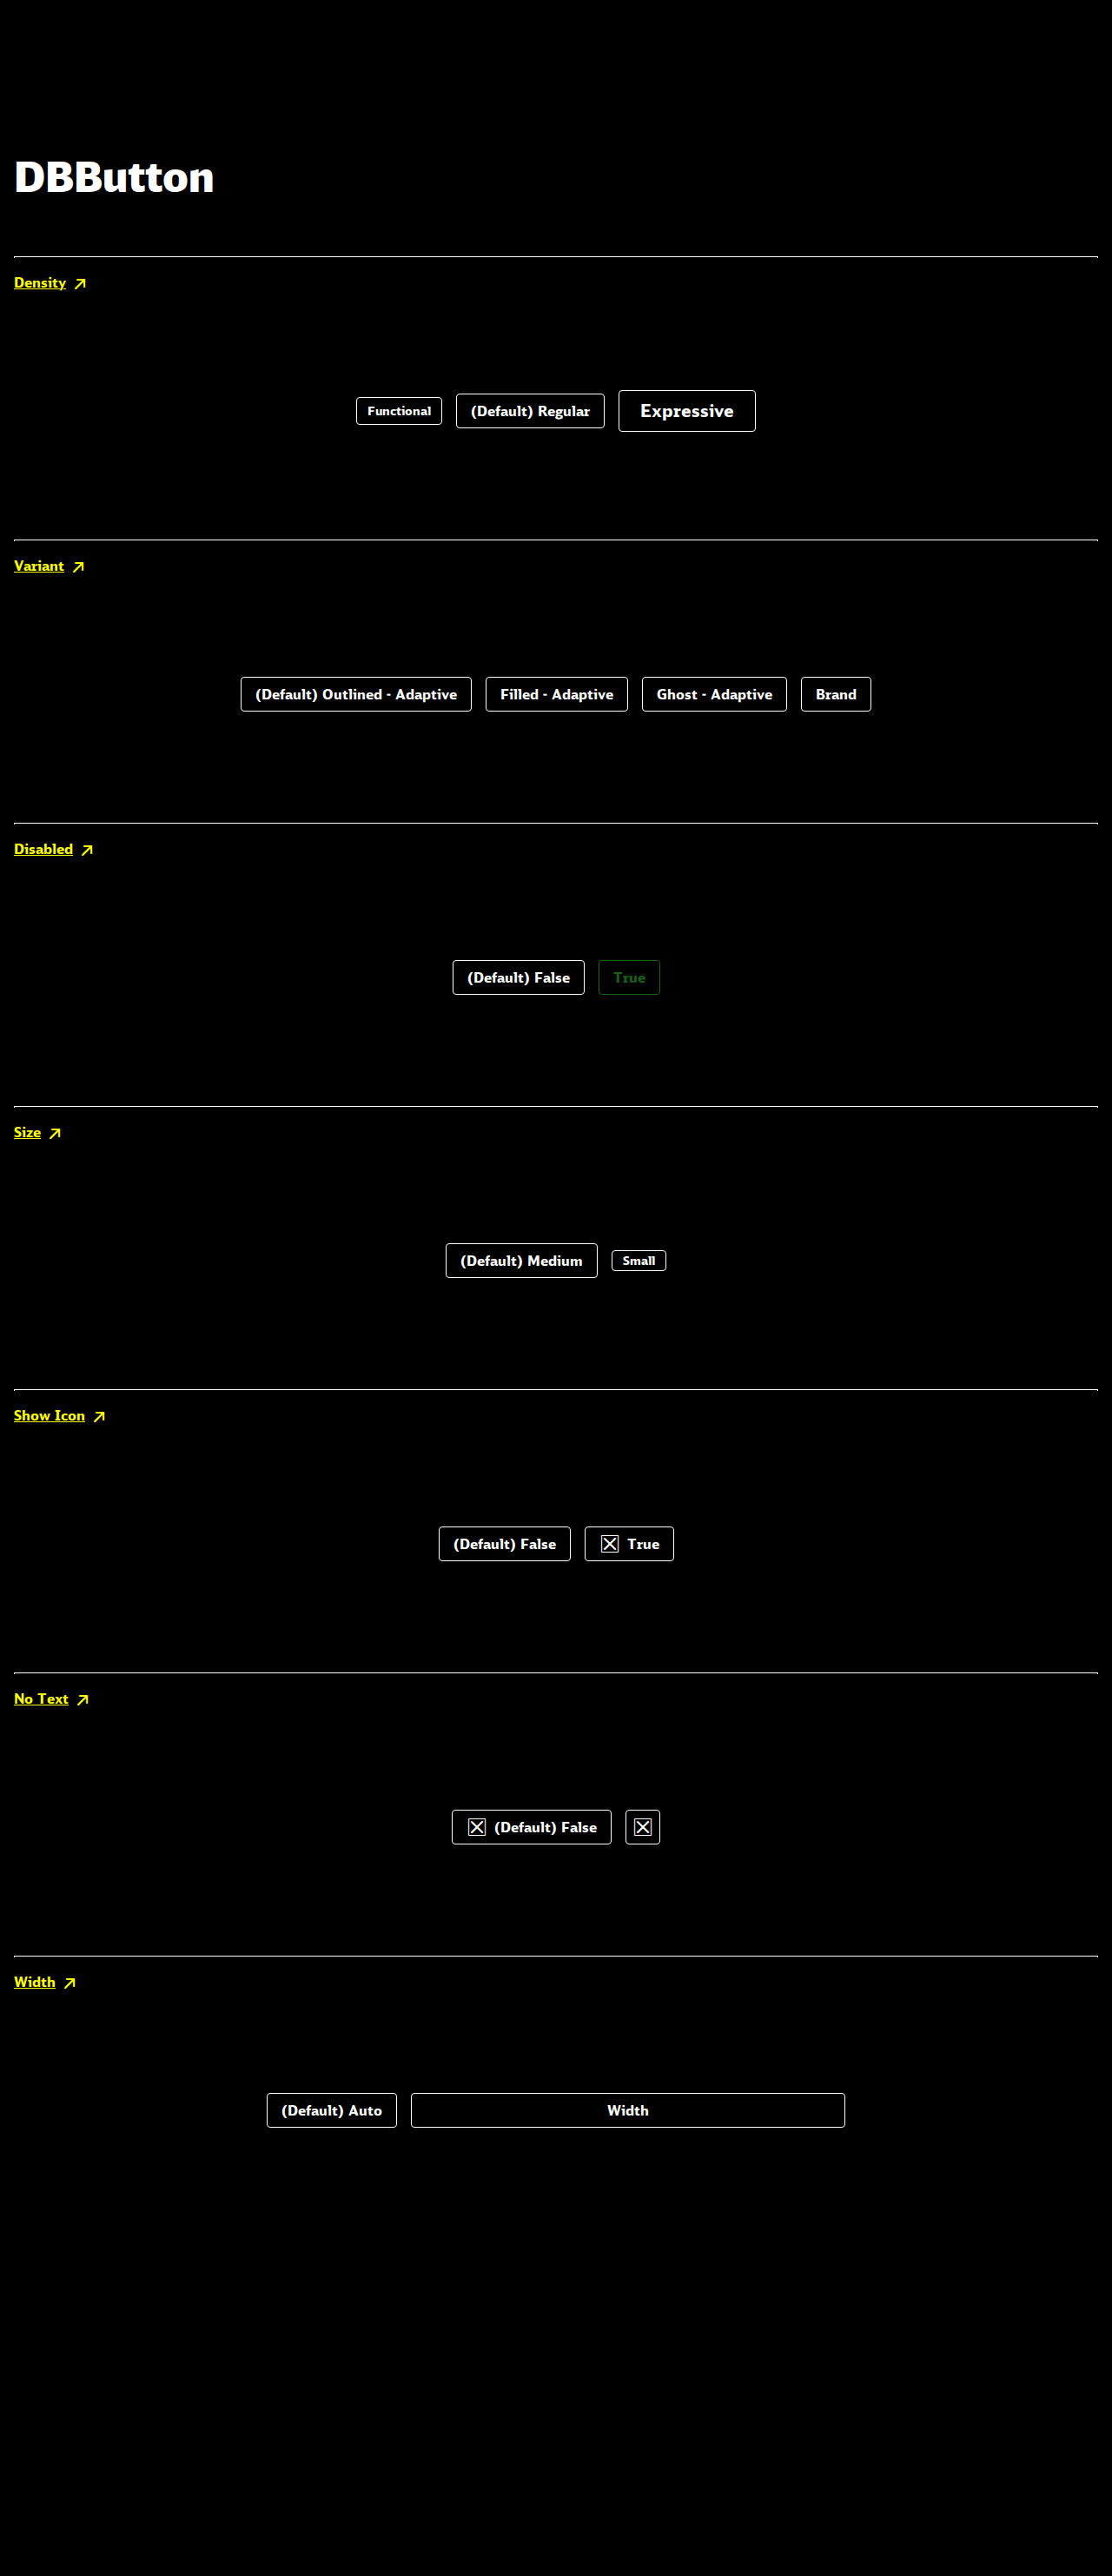 DBButton
Density
Functional (Default) Regular Expressive
Variant
(Default) Outlined - Adaptive Filled - Adaptive Ghost - Adaptive Brand
Disabled
(Default) False True
Size
(Default) Medium Small
Show Icon
(Default) False True
No Text
(Default) False
Width
(Default) Auto Width